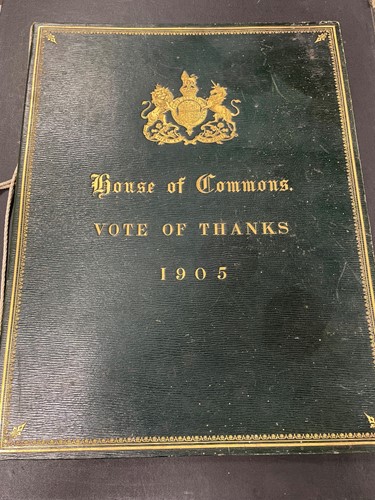 House of Commons.
VOTE OF THANKS
1905